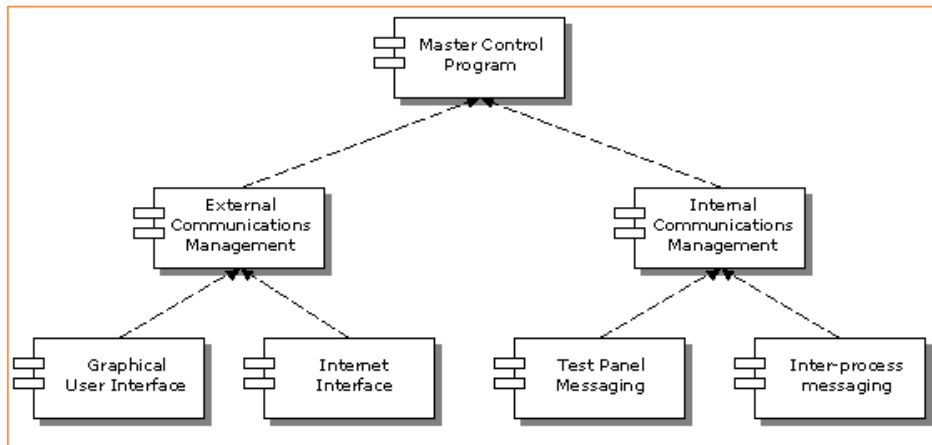 Master Control
Program
External
Communications
Management
Internal
Communications
Management
Graphical
User Interface
Internet
Interface
Test Panel
Messaging
Inter-process
messaging